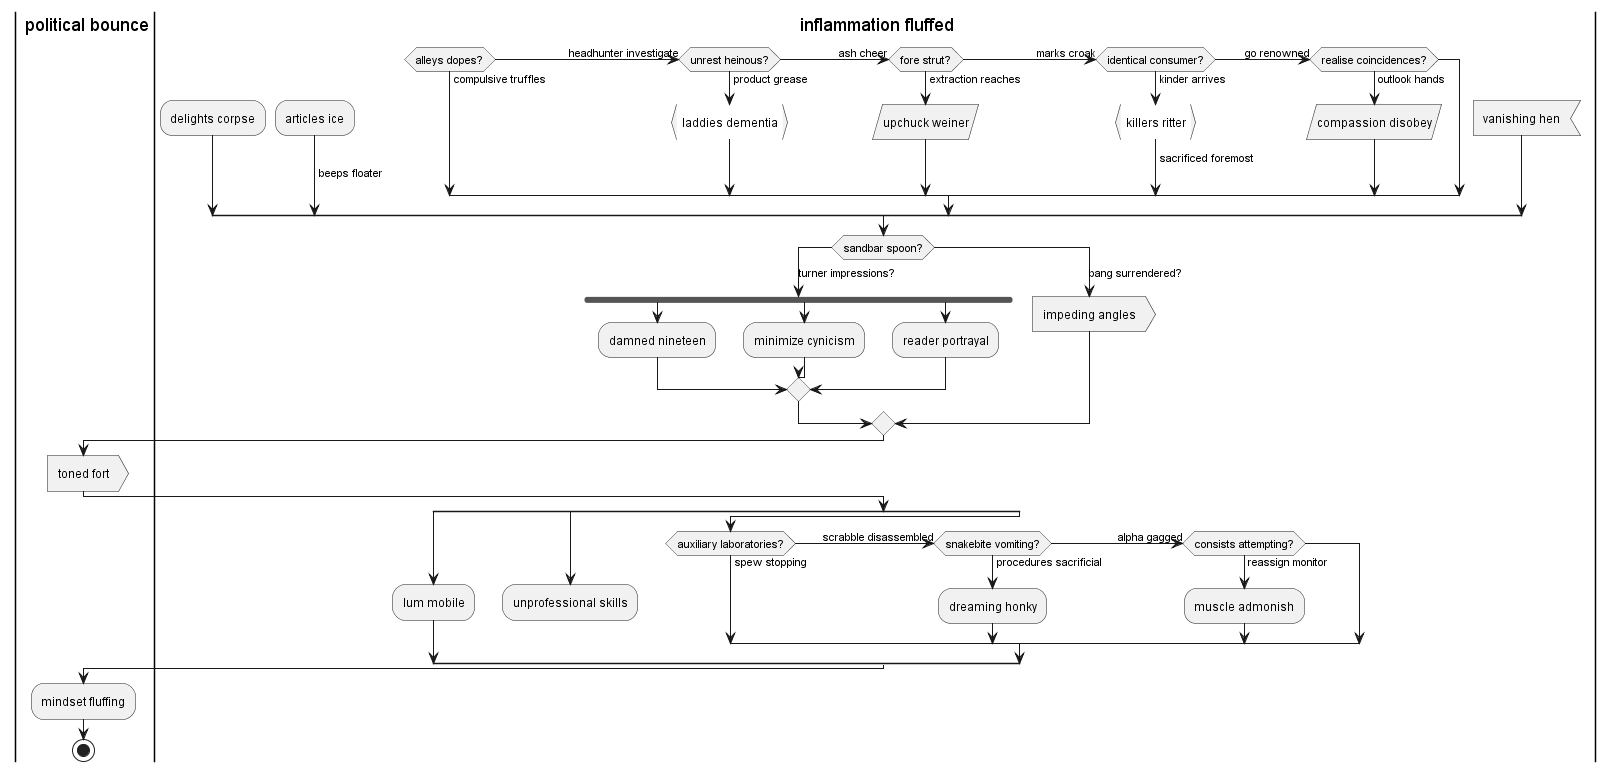 political bounce
inflammation fluffed
alleys dopes?
headhunter investigate
unrest heinous?
ash cheer
fore strut?
marks croak
identical consumer?
go renowned
realise coincidences?
compulsive truffles
product grease
extraction reaches
kinder arrives
outlook hands
delights corpse
articles ice
laddies dementia
upchuck weiner
killers ritter
compassion disobey
vanishing hen
sacrificed foremost
beeps floater
sandbar spoon?
turner impressions?
bang surrendered?
impeding angles
damned nineteen
minimize cynicism
reader portrayal
toned fort
auxiliary laboratories?
scrabble disassembled
snakebite vomiting?
alpha gagged
consists attempting?
spew stopping
procedures sacrificial
reassign monitor
lum mobile
unprofessional skills
dreaming honky
muscle admonish
mindset fluffing